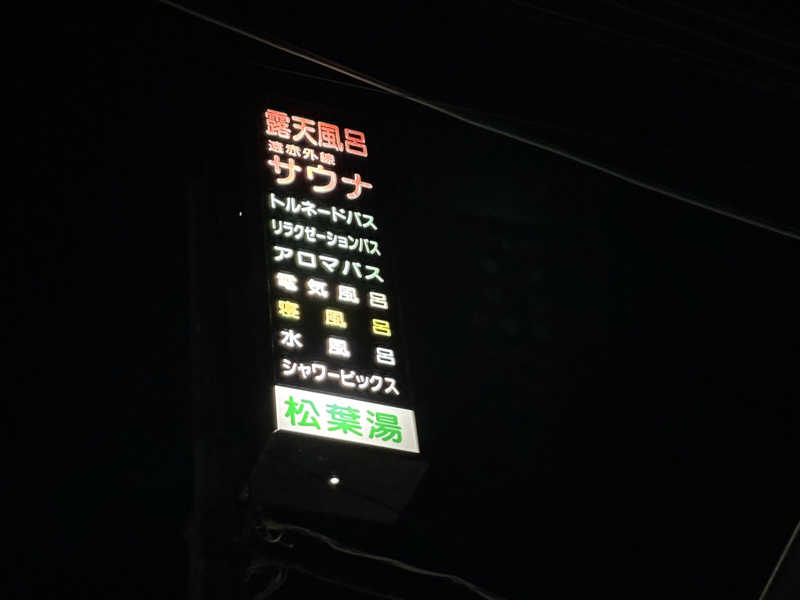 露天風呂
遠赤外線
サウナ
トルネードバス
リラクゼーションバス
アロマバス
電気風呂
寝風呂
水風呂
シャワーピックス
松葉湯